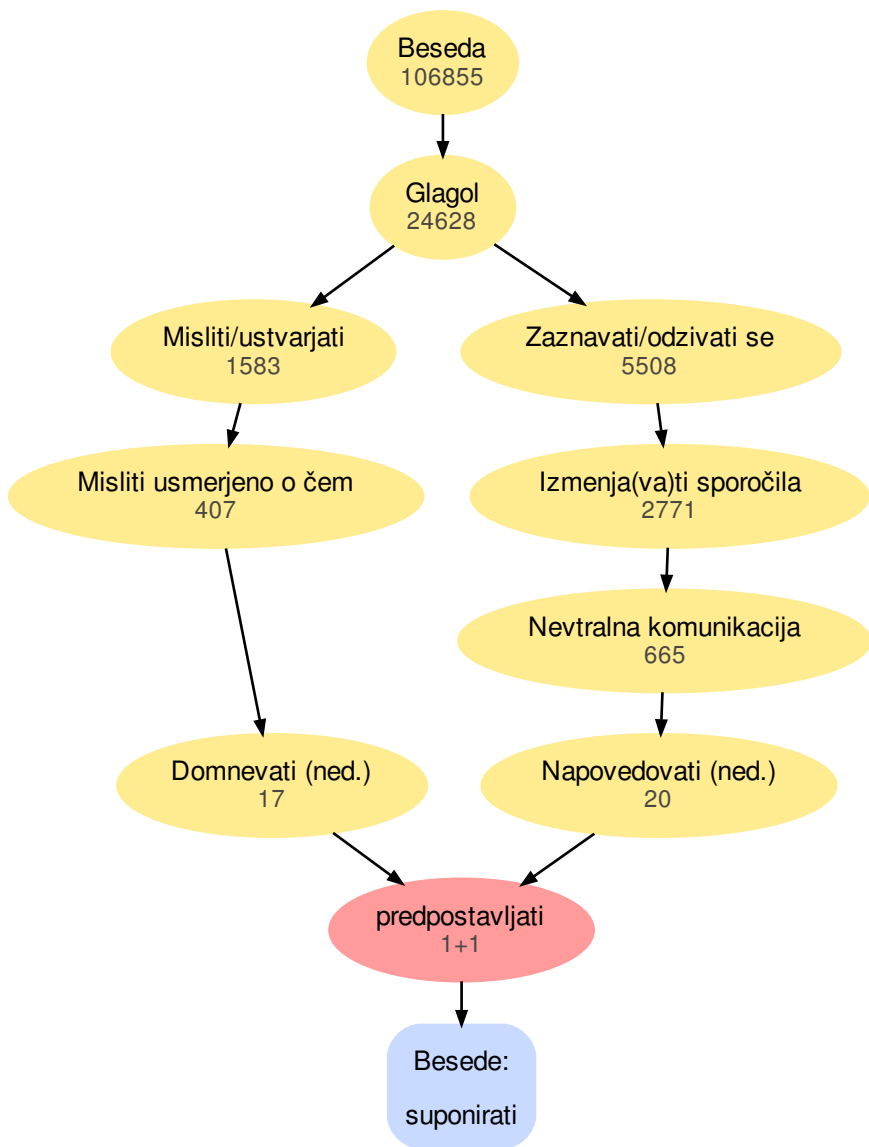 Beseda
106855
Glagol
24628
Misliti/ustvarjati
1583
Zaznavati/odzivati se
5508
Misliti usmerjeno o čem
407
Izmenja(va)ti sporočila
2771
Nevtralna komunikacija
665
Domnevati (ned.)
17
Napovedovati (ned.)
20
predpostavljati
1+1
Besede:
suponirati